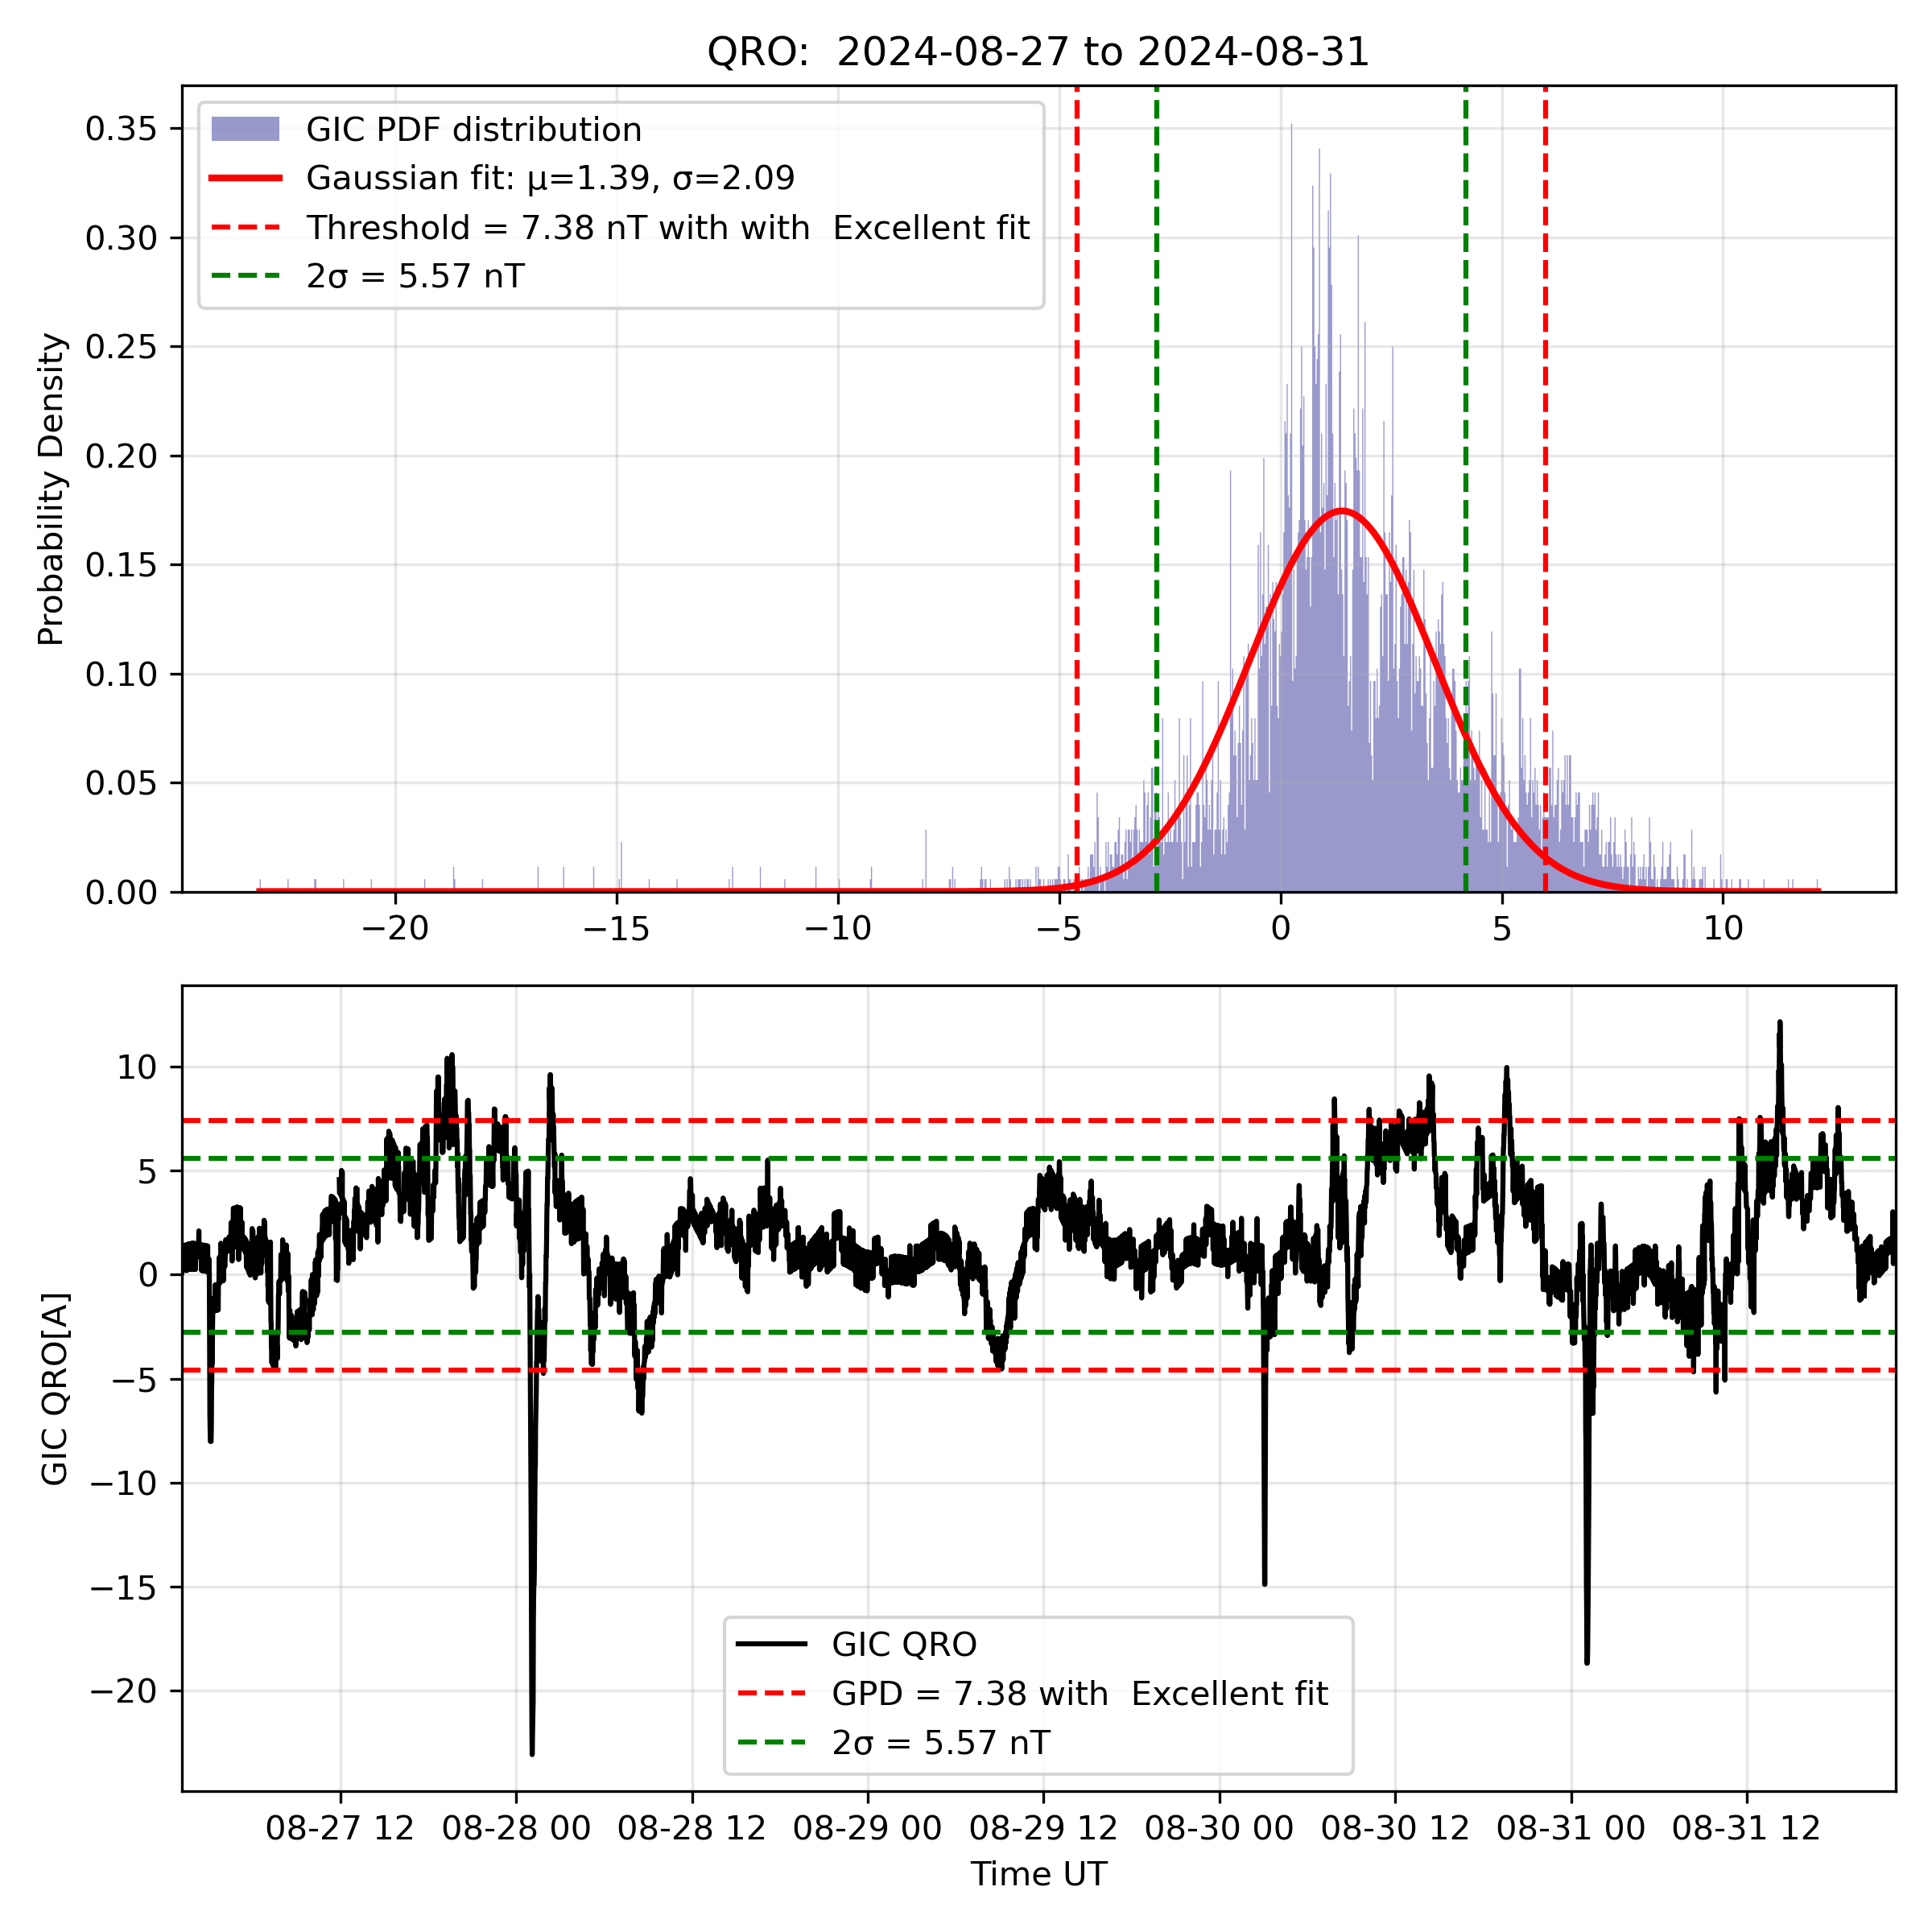 QRO:  2024-08-27 to 2024-08-31
GIC PDF distribution
Gaussian fit: μ=1.39, σ=2.09
Threshold = 7.38 nT with with  Excellent fit
2σ = 5.57 nT
Probability Density
0.35
0.30
0.25
0.20
0.15
0.10
0.05
0.00
−20 −15 −10 −5 0 5 10
GIC QRO[A]
10
5
0
−5
−10
−15
−20
GIC QRO
GPD = 7.38 with  Excellent fit
2σ = 5.57 nT
08-27 12 08-28 00 08-28 12 08-29 00 08-29 12 08-30 00 08-30 12 08-31 00 08-31 12
Time UT